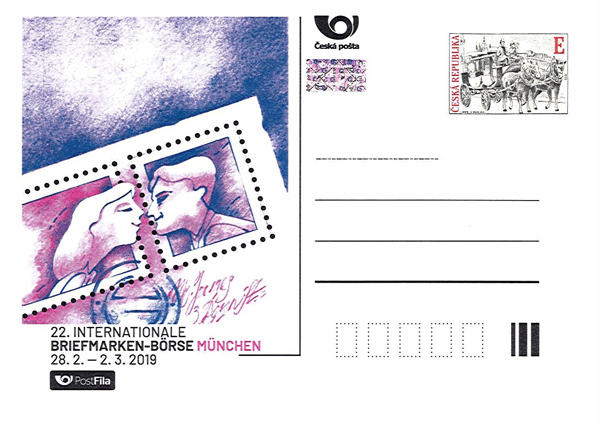 Česká pošta
ČESKÁ REPUBLIKA
E
22. INTERNATIONALE
BRIEFMARKEN-BÖRSE MÜNCHEN
28. 2. – 2. 3. 2019
PostFila